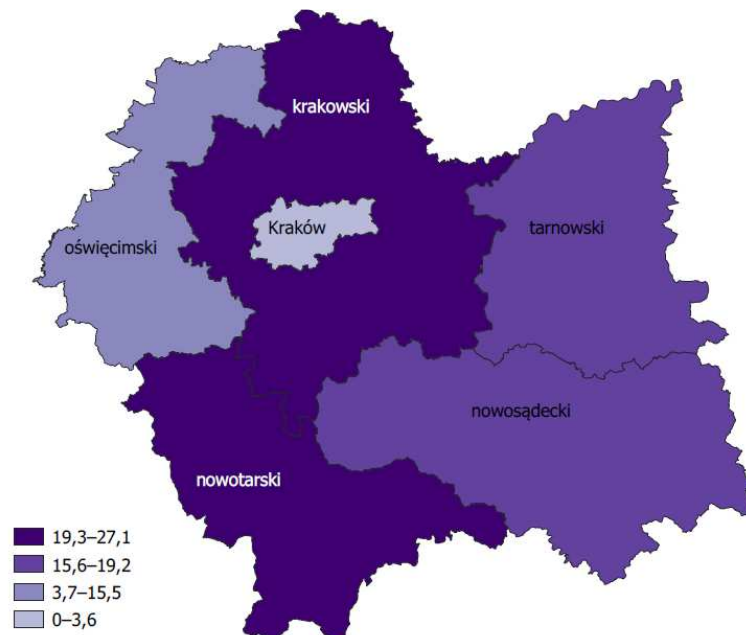 krakowski
Kraków
oświęcimski
tarnowski
nowosądecki
nowotarski
19,3–27,1
15,6–19,2
3,7–15,5
0–3,6